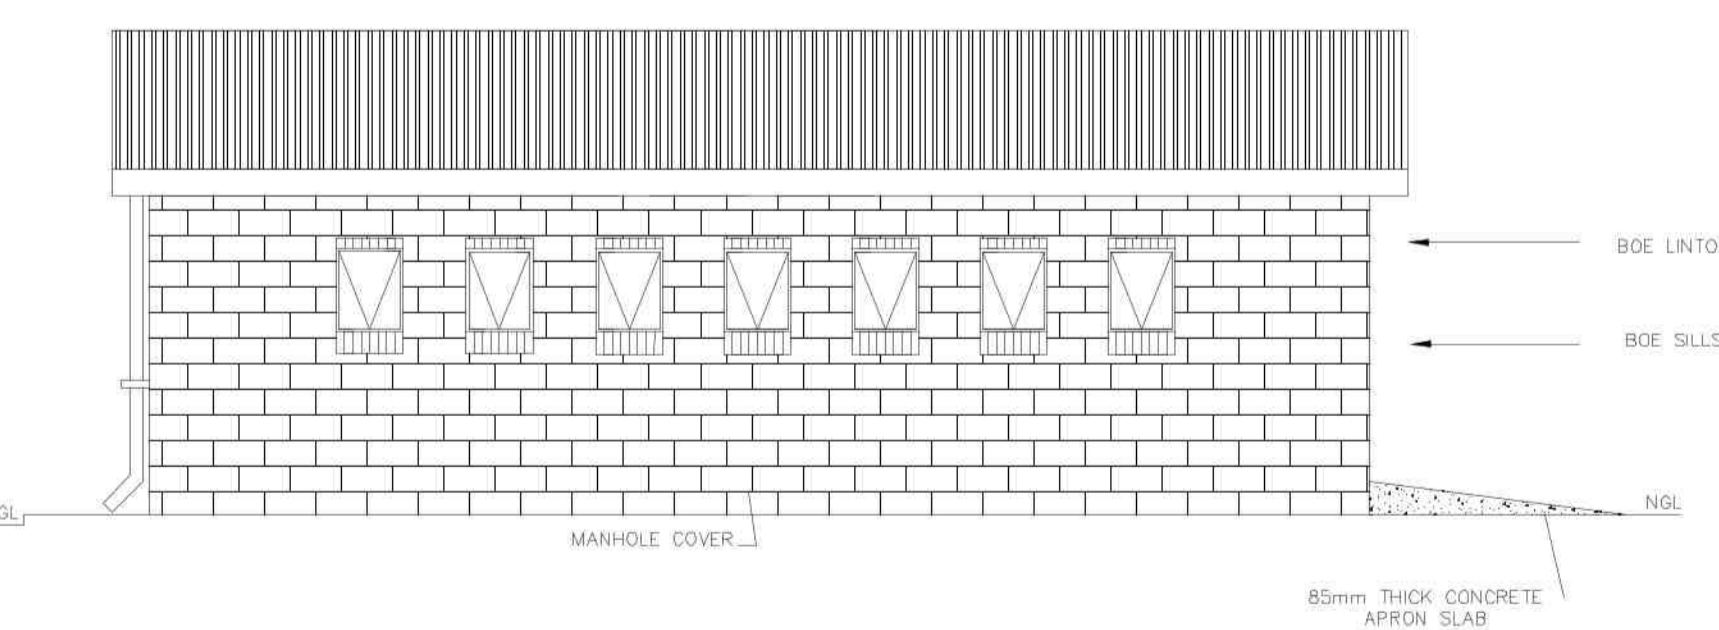 BOE LINTO
BOE SILLS
GL
NGL
MANHOLE COVER
85mm THICK CONCRETE
APRON SLAB